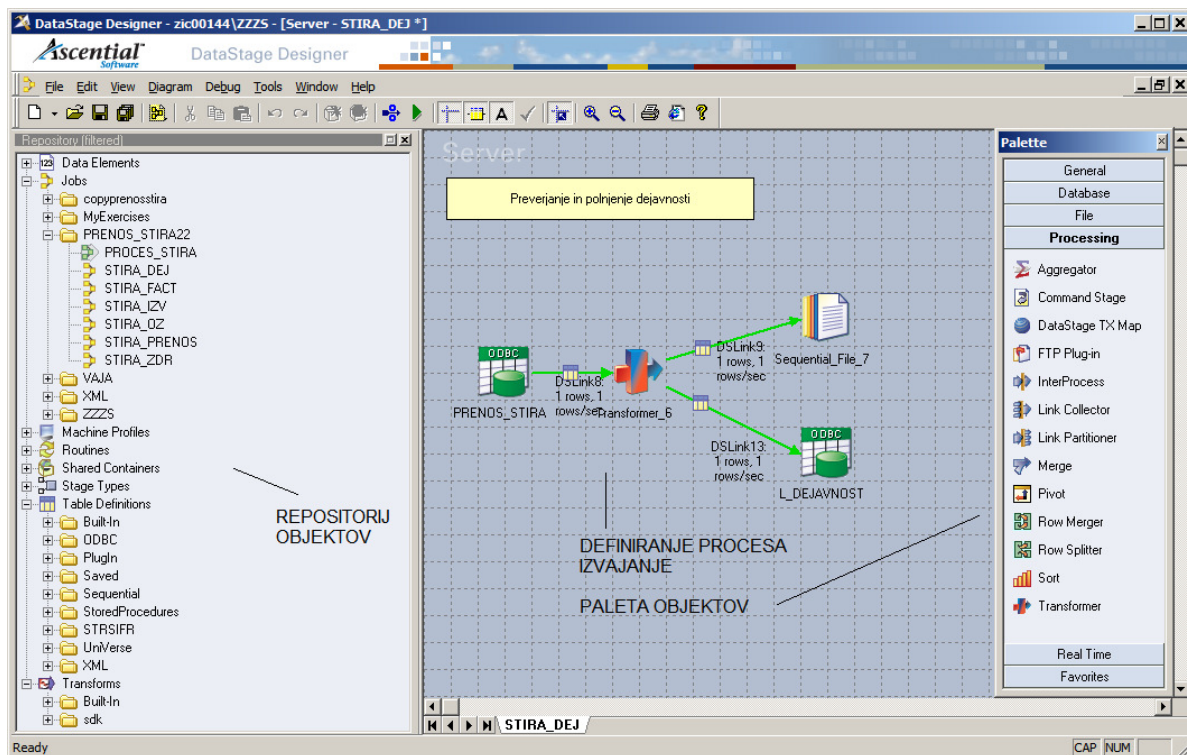 DataStage Designer - zic00144\ZZZS - [Server - STIRA_DEJ *]
Ascential
Software
DataStage Designer
File Edit View Diagram Debug Tools Window Help
Repository (filtered)
Data Elements
Jobs
copyprenosstira
MyExercises
PRENOS_STIRA22
PROCES_STIRA
STIRA_DEJ
STIRA_FACT
STIRA_IZV
STIRA_OZ
STIRA_PRENOS
STIRA_ZDR
VAJA
XML
ZZZS
Machine Profiles
Routines
Shared Containers
Stage Types
Table Definitions
Built-In
ODBC
PlugIn
Saved
Sequential
StoredProcedures
STRSIFR
UniVerse
XML
Transforms
Built-In
sdk
REPOSITORIJ
OBJEKTOV
Server
Preverjanje in polnjenje dejavnosti
ODBC
PRENOS_STIRA
DSLink8:
1 rows, 1
rows/sec
Transformer_6
DSLink9:
1 rows, 1
rows/sec
Sequential_File_7
DSLink13:
1 rows, 1
rows/sec
ODBC
L_DEJAVNOST
DEFINIRANJE PROCESA
IZVAJANJE
PALETA OBJEKTOV
Palette
General
Database
File
Processing
Aggregator
Command Stage
DataStage TX Map
FTP Plug-in
InterProcess
Link Collector
Link Partitioner
Merge
Pivot
Row Merger
Row Splitter
Sort
Transformer
Real Time
Favorites
STIRA_DEJ
Ready
CAP NUM